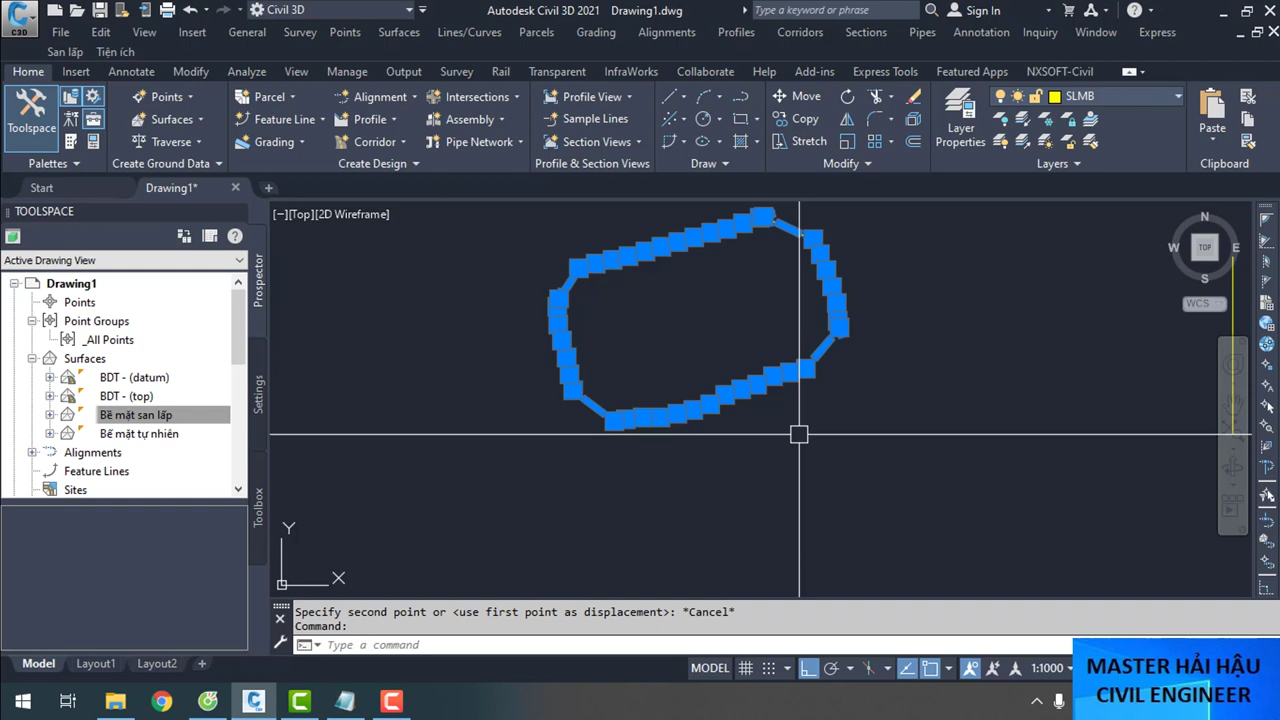 Civil 3D
Autodesk Civil 3D 2021 Drawing1.dwg
Type a keyword or phrase
Sign In
C3D
File Edit View Insert General Survey Points Surfaces Lines/Curves Parcels Grading Alignments Profiles Corridors Sections Pipes Annotation Inquiry Window Express
San lấp Tiện ích
Home Insert Annotate Modify Analyze View Manage Output Survey Rail Transparent InfraWorks Collaborate Help Add-ins Express Tools Featured Apps NXSOFT-Civil
Points Parcel Alignment Intersections Profile View Move Copy SLMB
Toolspace Surfaces Feature Line Profile Assembly Sample Lines Copy Layer Properties Paste
Traverse Grading Corridor Pipe Network Section Views Stretch
Palettes Create Ground Data Create Design Profile & Section Views Draw Modify Layers Clipboard
Start Drawing1*
TOOLSPACE
[−][Top][2D Wireframe]
N
W TOP E
S
WCS
Active Drawing View
Drawing1
Points
Point Groups
_All Points
Surfaces
BDT - (datum)
BDT - (top)
Bề mặt san lấp
Bế mặt tự nhiên
Alignments
Feature Lines
Sites
Prospector
Settings
Toolbox
Y
X
Specify second point or <use first point as displacement>: *Cancel*
Command:
Type a command
Model Layout1 Layout2
MODEL 1:1000
MASTER HẢI HẬU
CIVIL ENGINEER